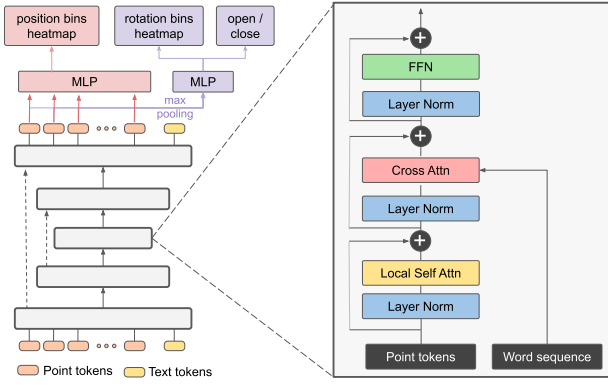 position bins
heatmap
rotation bins
heatmap
open /
close
MLP
MLP
max
pooling
Point tokens
Text tokens
FFN
Layer Norm
Cross Attn
Layer Norm
Local Self Attn
Layer Norm
Point tokens
Word sequence